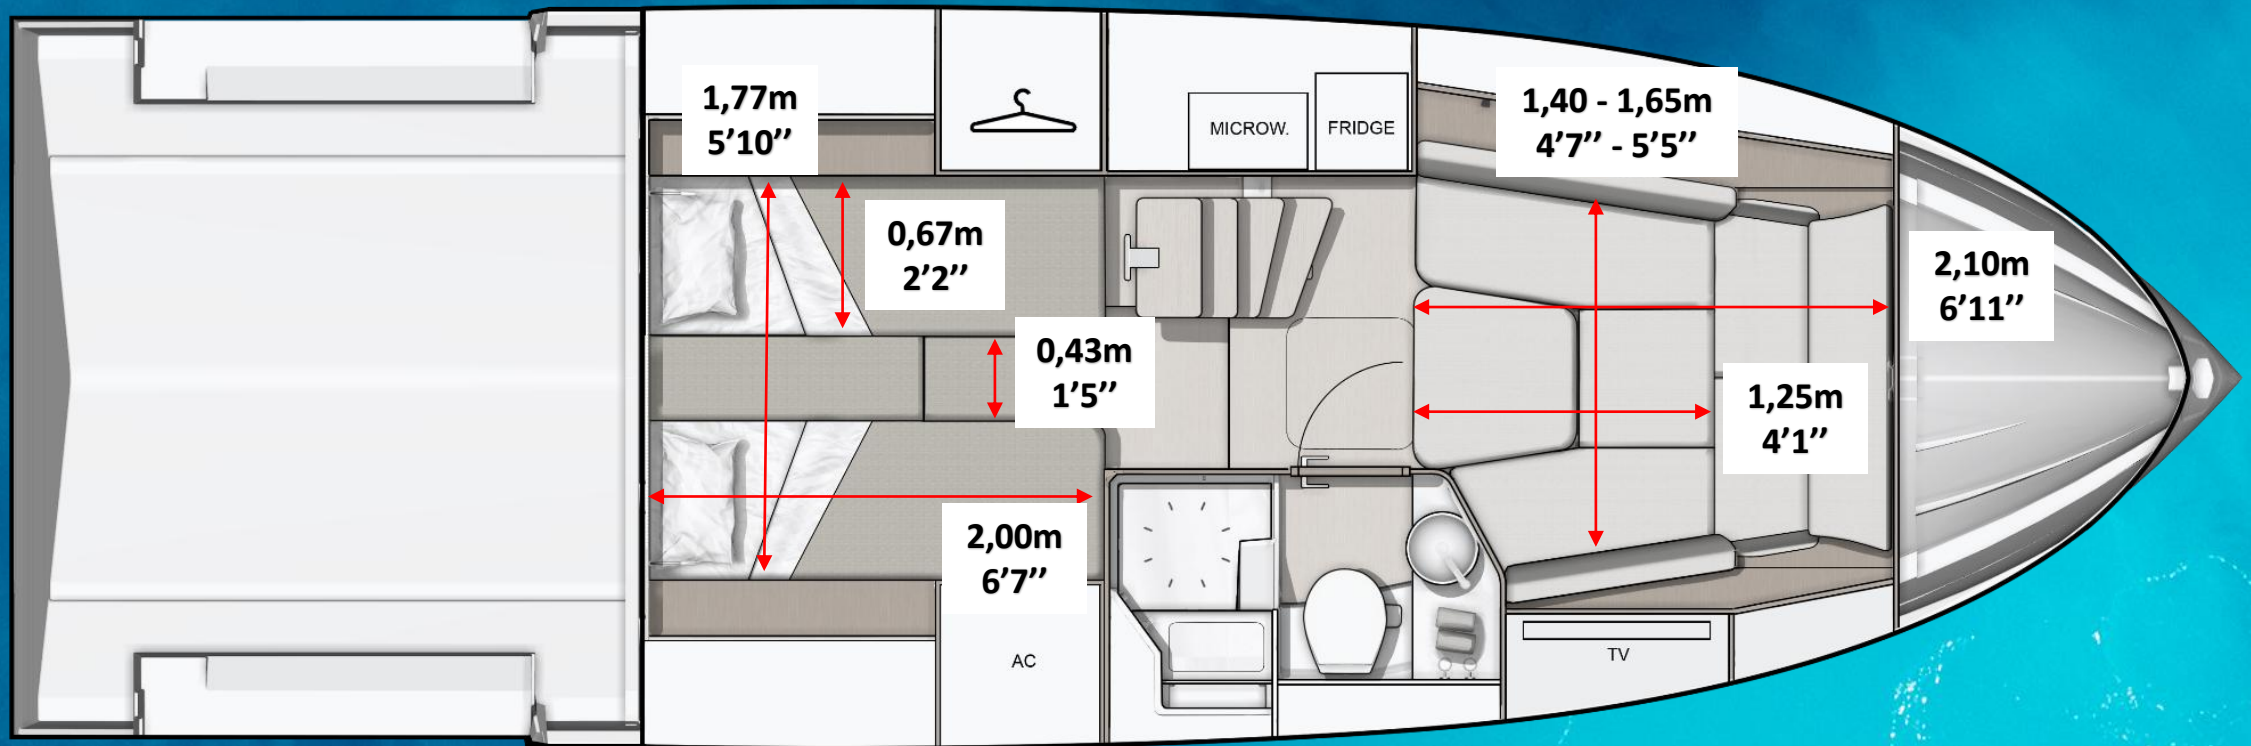 1,77m
5’10’’
MICROW.
FRIDGE
1,40 - 1,65m
4’7’’ - 5’5’’
0,67m
2’2’’
2,10m
6’11’’
0,43m
1’5’’
1,25m
4’1’’
2,00m
6’7’’
AC
TV